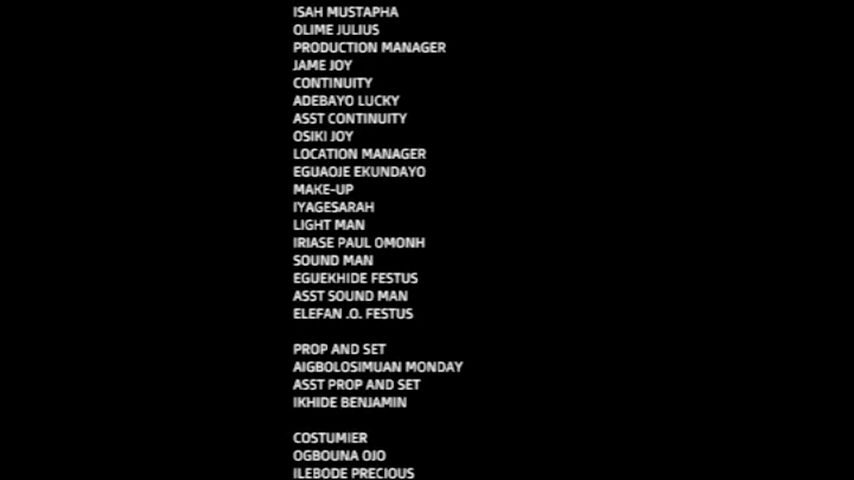 ISAH MUSTAPHA
OLIME JULIUS
PRODUCTION MANAGER
JAME JOY
CONTINUITY
ADEBAYO LUCKY
ASST CONTINUITY
OSIKI JOY
LOCATION MANAGER
EGUAOJE EKUNDAYO
MAKE-UP
IYAGESARAH
LIGHT MAN
IRIASE PAUL OMONH
SOUND MAN
EGUEKHIDE FESTUS
ASST SOUND MAN
ELEFAN .O. FESTUS
PROP AND SET
AIGBOLOSIMUAN MONDAY
ASST PROP AND SET
IKHIDE BENJAMIN
COSTUMIER
OGBOUNA OJO
ILEBODE PRECIOUS